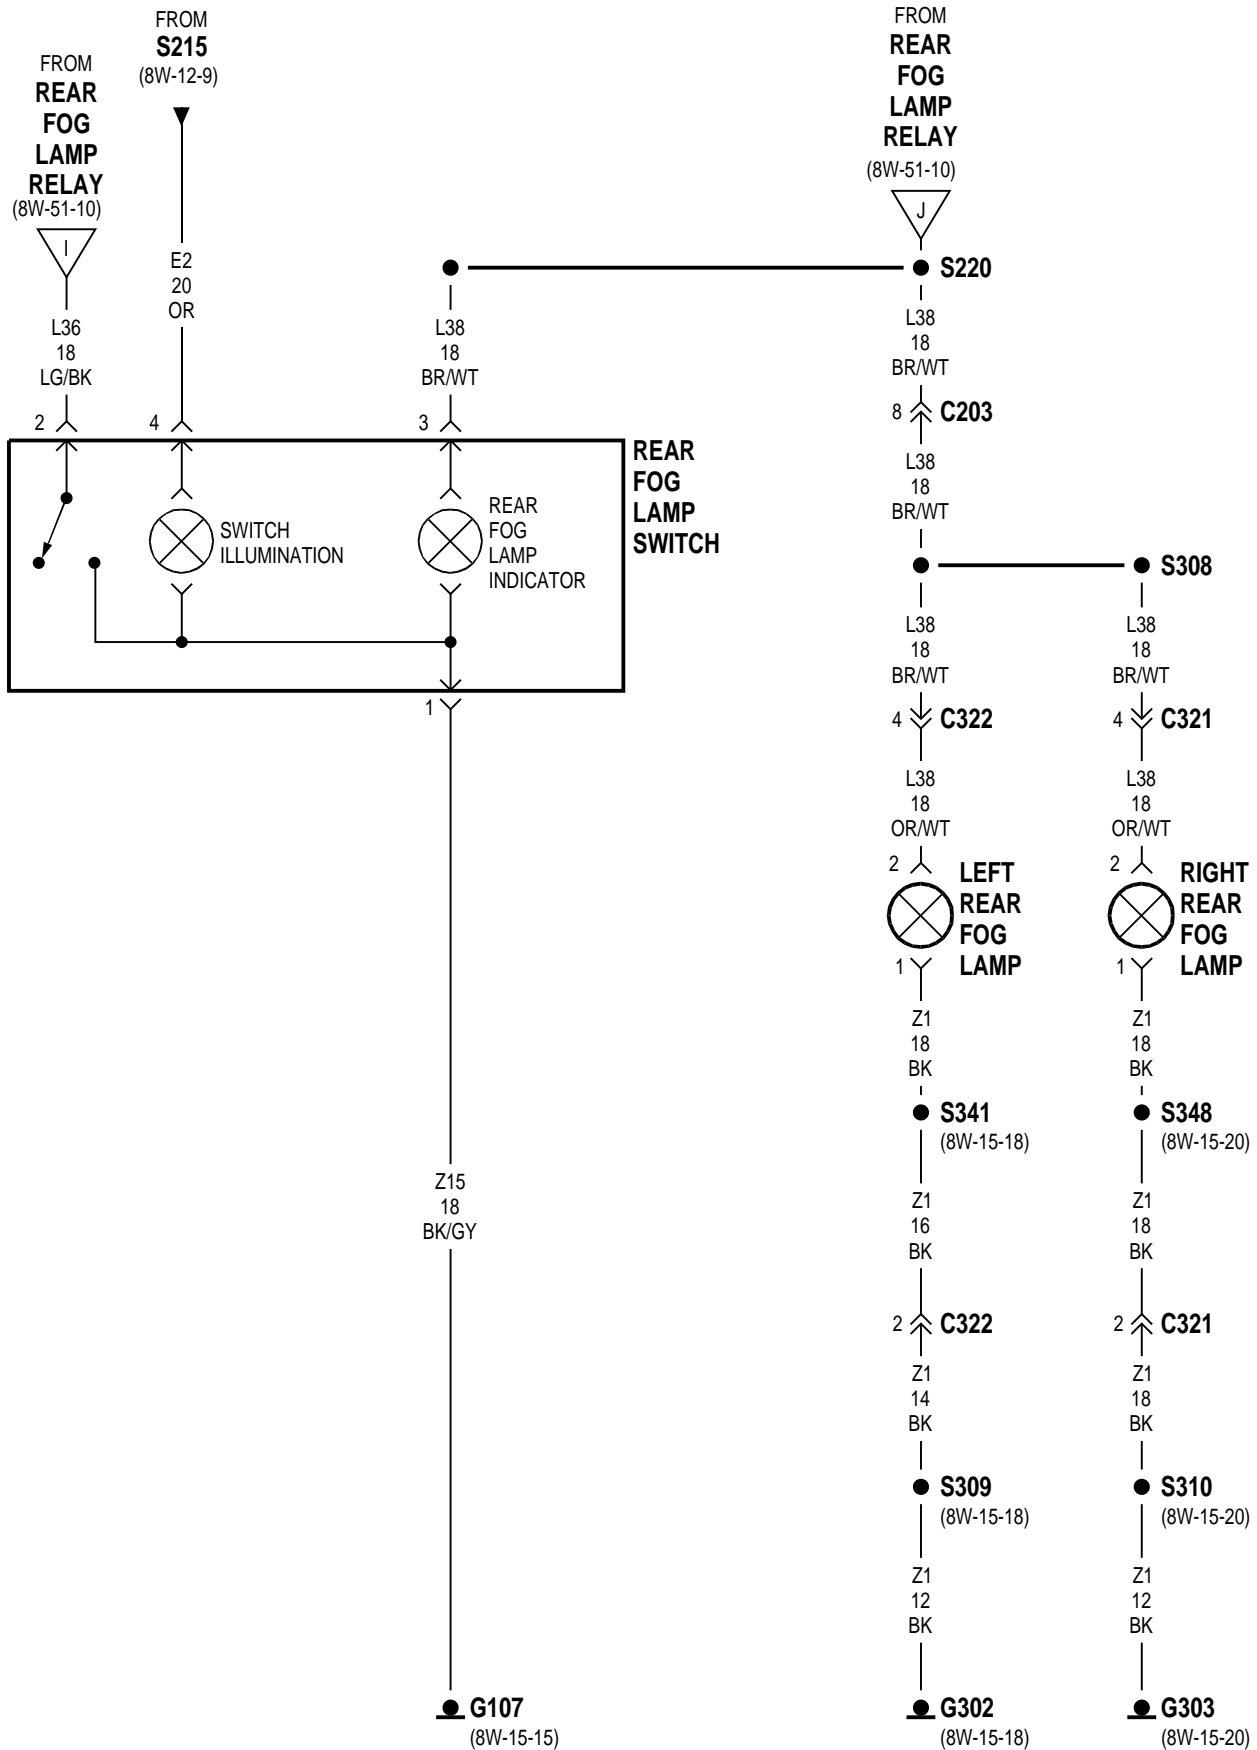 FROM
REAR
FOG
LAMP
RELAY
(8W-51-10)
I
L36
18
LG/BK
2
FROM
S215
(8W-12-9)
E2
20
OR
4
L38
18
BR/WT
3
FROM
REAR
FOG
LAMP
RELAY
(8W-51-10)
J
S220
L38
18
BR/WT
8
C203
L38
18
BR/WT
S308
REAR
FOG
LAMP
SWITCH
SWITCH
ILLUMINATION
REAR
FOG
LAMP
INDICATOR
1
Z15
18
BK/GY
G107
(8W-15-15)
L38
18
BR/WT
4
C322
L38
18
OR/WT
2
LEFT
REAR
FOG
LAMP
1
Z1
18
BK
S341
(8W-15-18)
Z1
16
BK
2
C322
Z1
14
BK
S309
(8W-15-18)
Z1
12
BK
G302
(8W-15-18)
L38
18
BR/WT
4
C321
L38
18
OR/WT
2
RIGHT
REAR
FOG
LAMP
1
Z1
18
BK
S348
(8W-15-20)
Z1
18
BK
2
C321
Z1
18
BK
S310
(8W-15-20)
Z1
12
BK
G303
(8W-15-20)